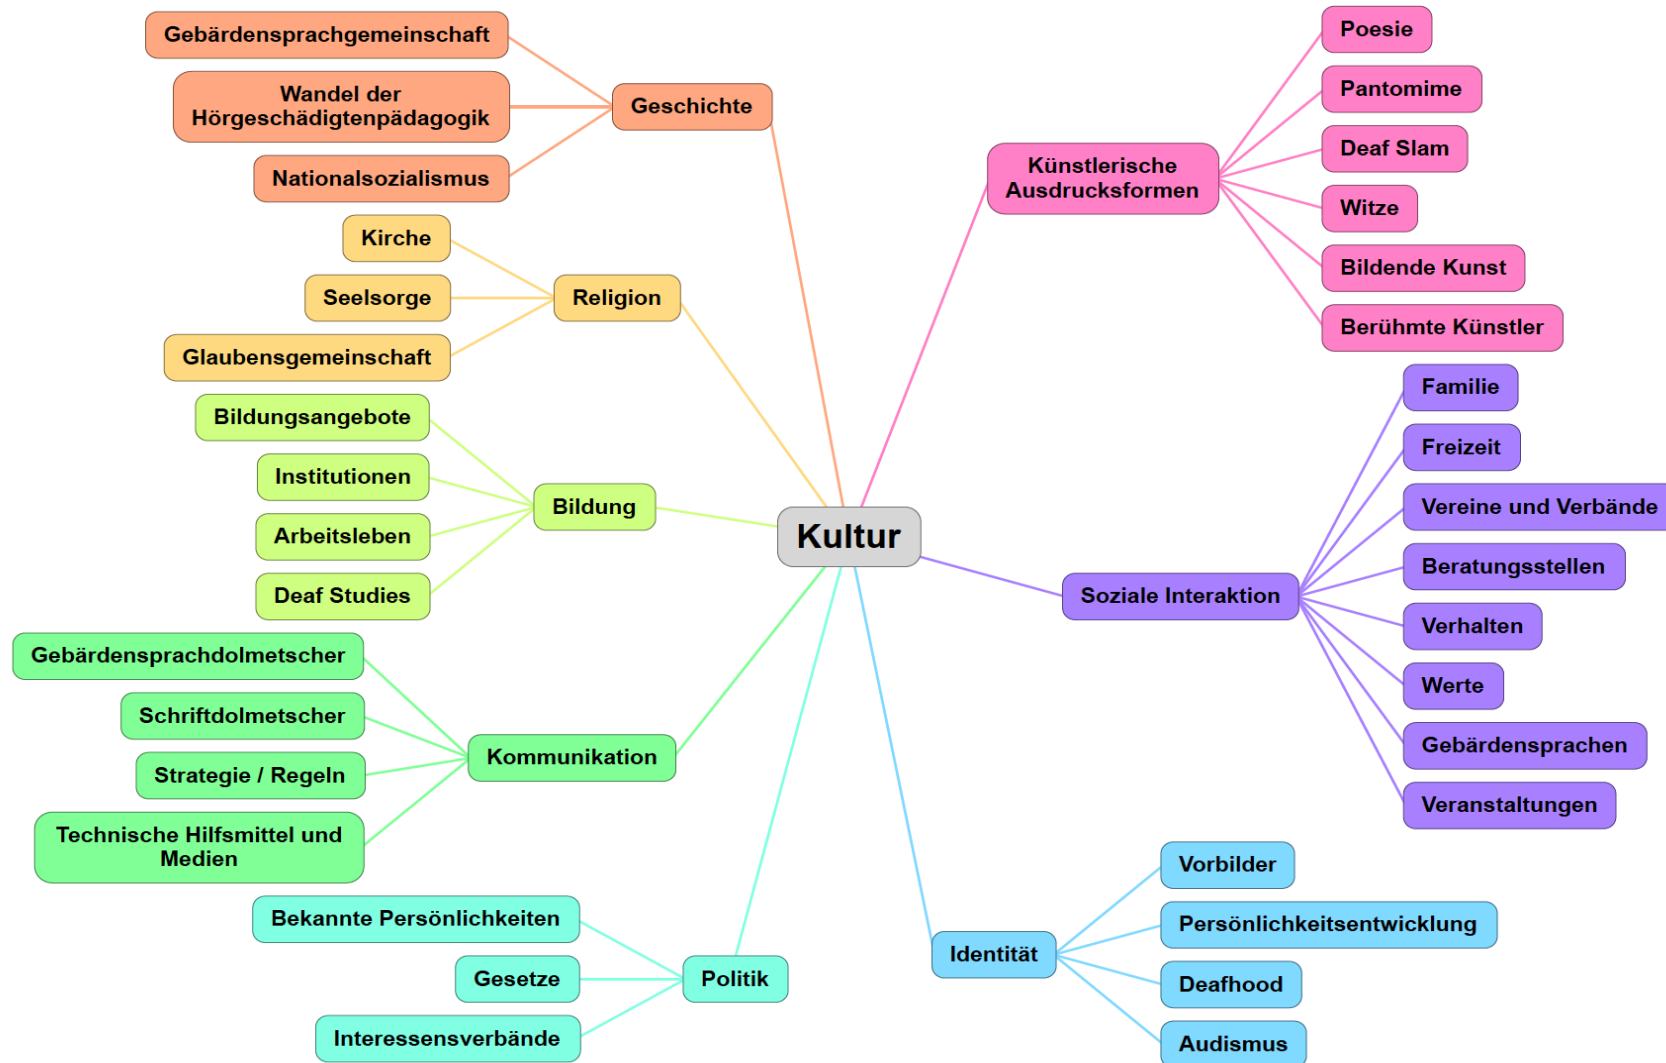 Kultur
Geschichte
Gebärdensprachgemeinschaft
Wandel der
Hörgeschädigtenpädagogik
Nationalsozialismus
Religion
Kirche
Seelsorge
Glaubensgemeinschaft
Bildung
Bildungsangebote
Institutionen
Arbeitsleben
Deaf Studies
Kommunikation
Gebärdensprachdolmetscher
Schriftdolmetscher
Strategie / Regeln
Technische Hilfsmittel und
Medien
Politik
Bekannte Persönlichkeiten
Gesetze
Interessensverbände
Künstlerische
Ausdrucksformen
Poesie
Pantomime
Deaf Slam
Witze
Bildende Kunst
Berühmte Künstler
Soziale Interaktion
Familie
Freizeit
Vereine und Verbände
Beratungsstellen
Verhalten
Werte
Gebärdensprachen
Veranstaltungen
Identität
Vorbilder
Persönlichkeitsentwicklung
Deafhood
Audismus